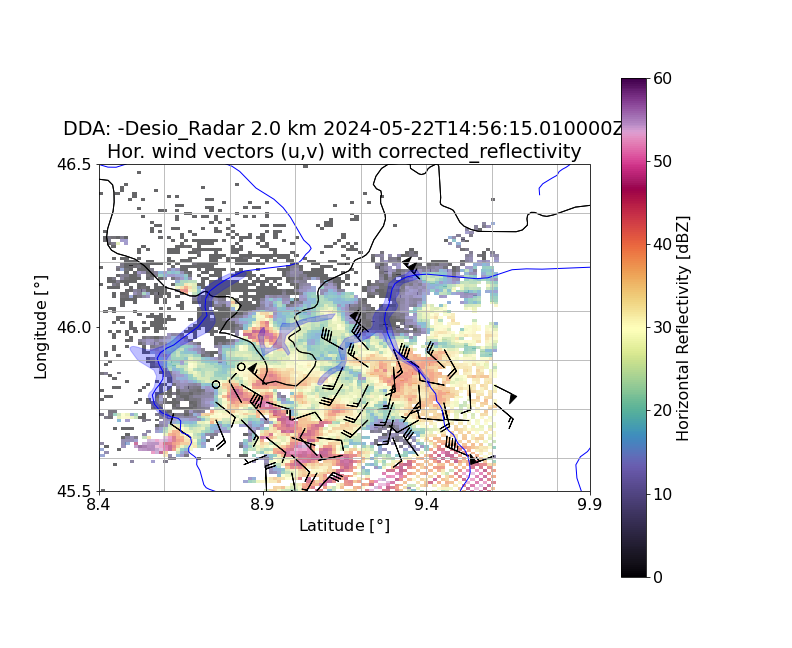 DDA: -Desio_Radar 2.0 km 2024-05-22T14:56:15.010000Z
Hor. wind vectors (u,v) with corrected_reflectivity
46.5
46.0
45.5
8.4
8.9
9.4
9.9
Longitude [°]
Latitude [°]
60
50
40
30
20
10
0
Horizontal Reflectivity [dBZ]